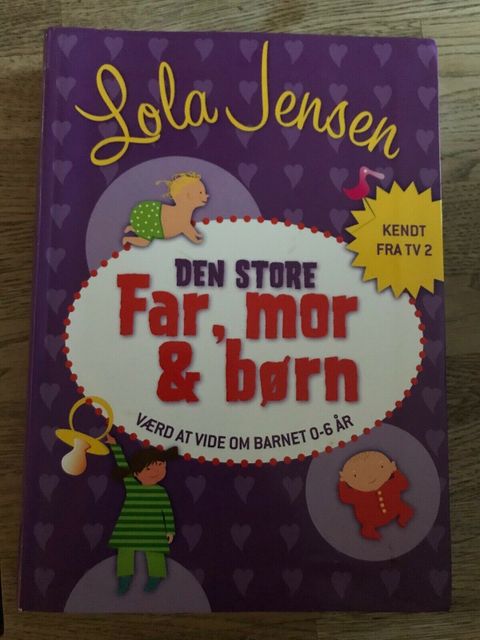 Lola Jensen
KENDT
FRA TV 2
DEN STORE
Far, mor
& børn
VÆRD AT VIDE OM BARNET 0-6 ÅR